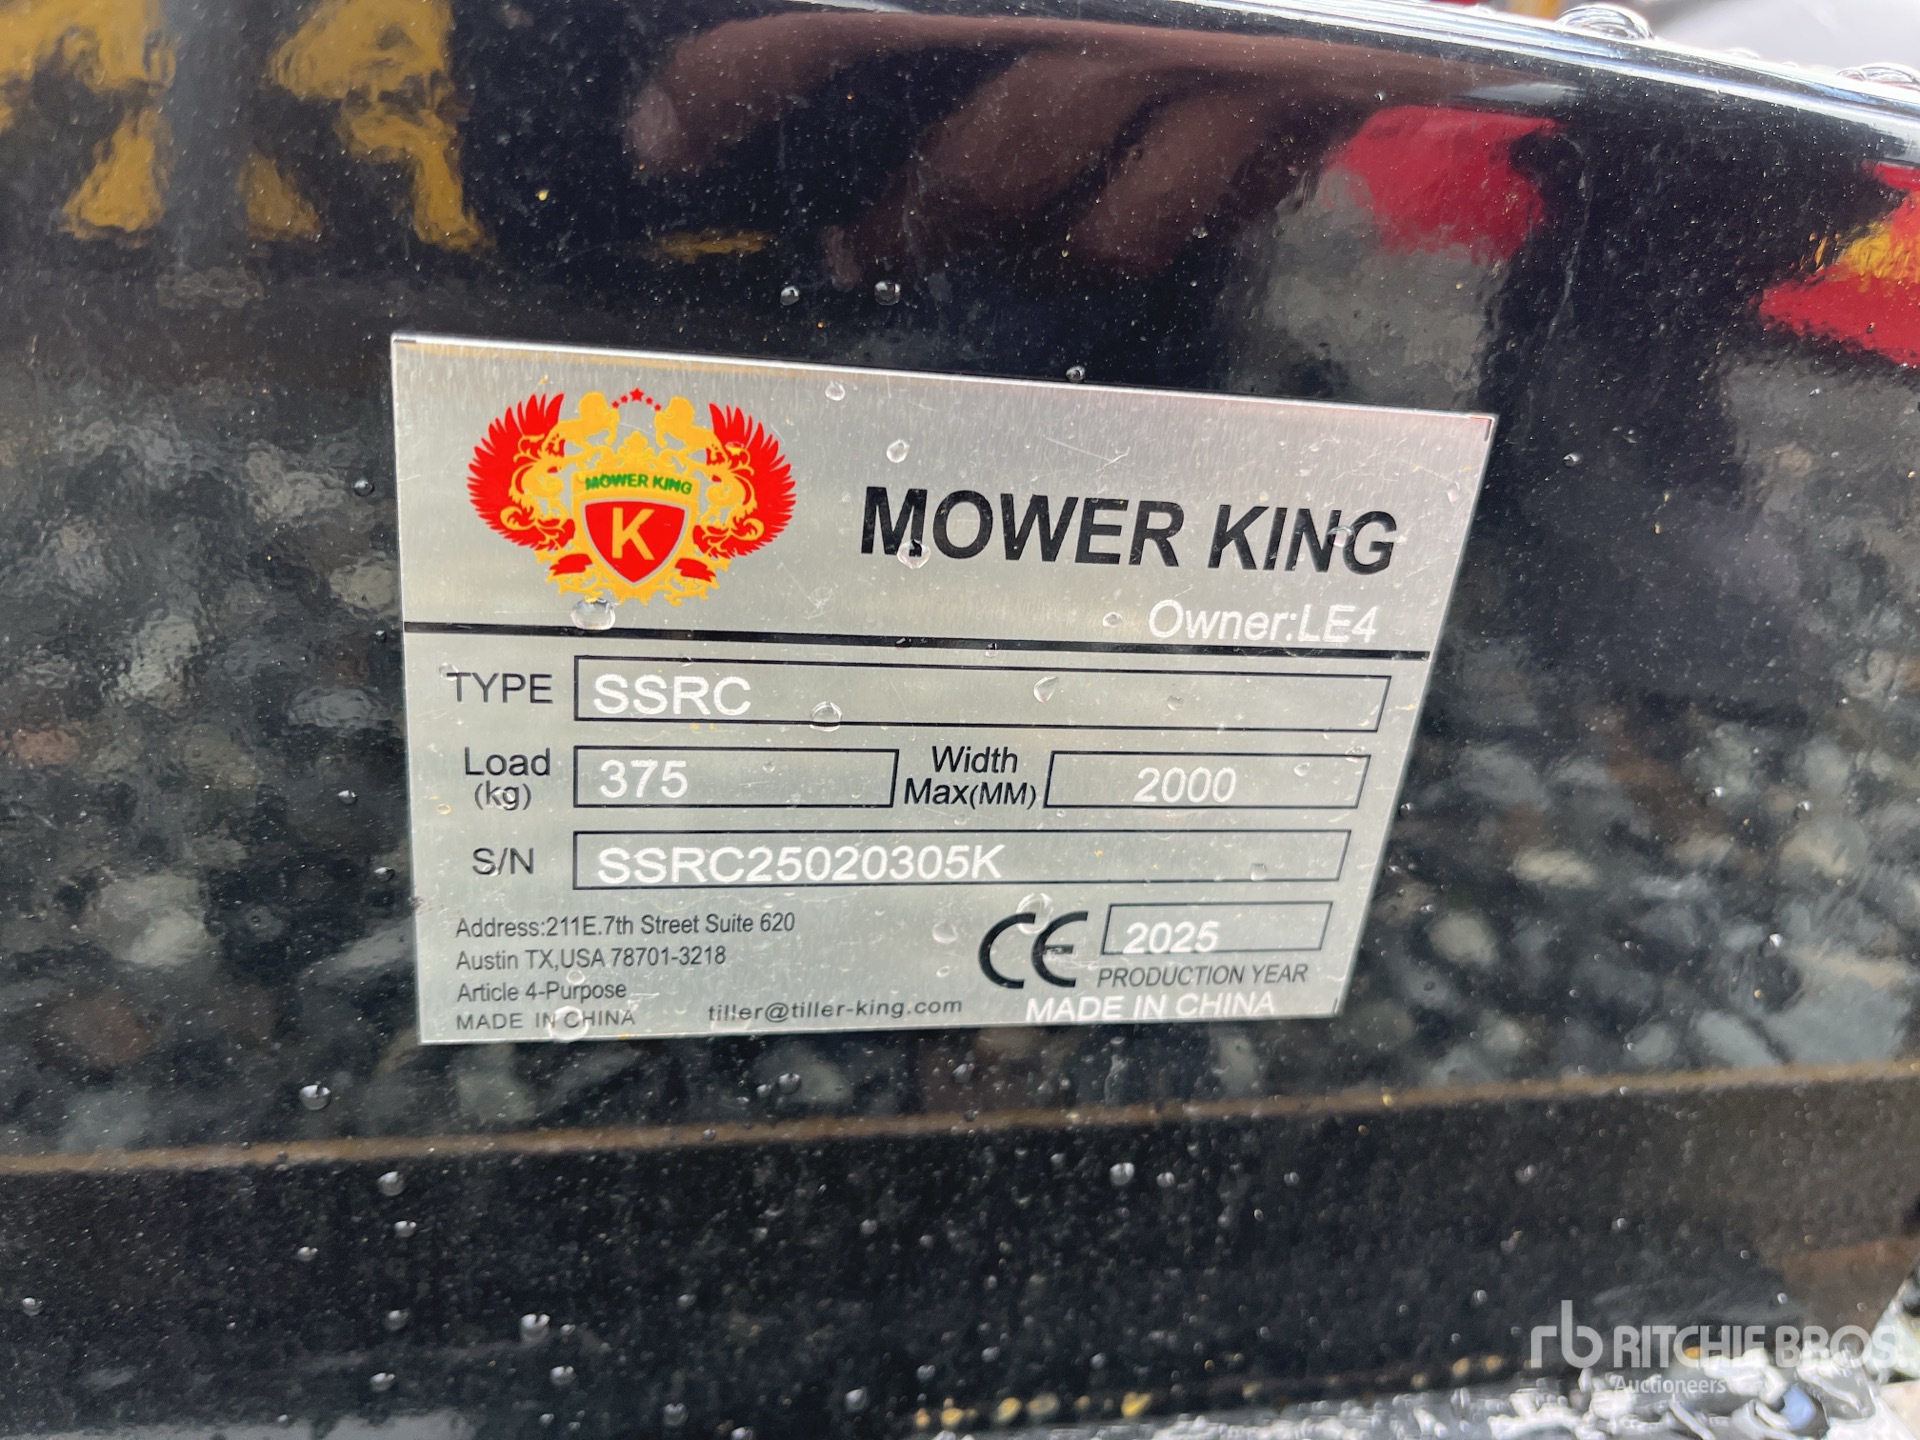 MOWER KING
K
MOWER KING
Owner:LE4
TYPE SSRC
Load (kg) 375 Width Max(MM) 2000
S/N SSRC25020305K
Address:211E.7th Street Suite 620
Austin TX,USA 78701-3218
Article 4-Purpose
MADE IN CHINA
tiller@tiller-king.com
CE 2025
PRODUCTION YEAR
MADE IN CHINA
rb RITCHIE BROS
Auctioneers